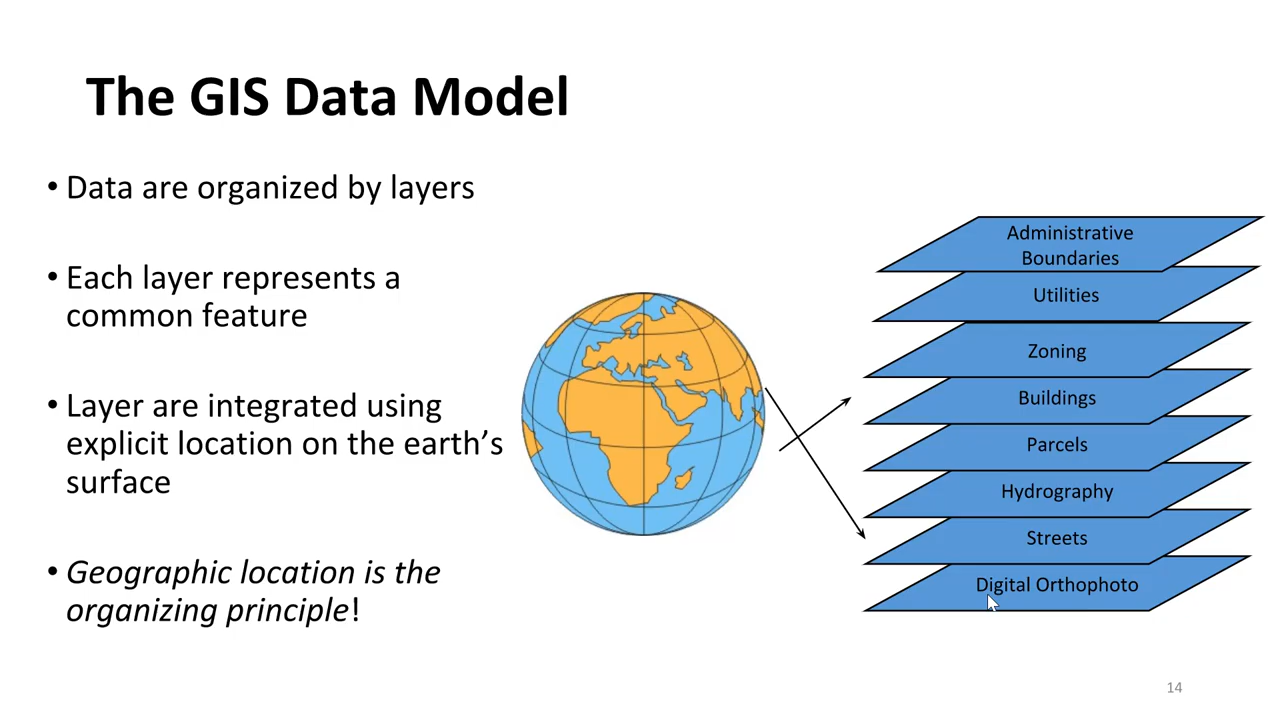 The GIS Data Model
• Data are organized by layers
• Each layer represents a
common feature
• Layer are integrated using
explicit location on the earth’s
surface
• Geographic location is the
organizing principle!
Administrative
Boundaries
Utilities
Zoning
Buildings
Parcels
Hydrography
Streets
Digital Orthophoto
14